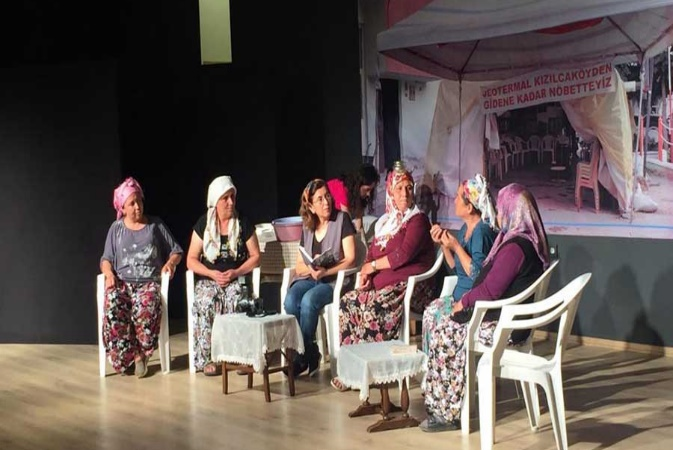 JEOTERMAL KIZILCAKÖYDEN
GİDENE KADAR NÖBETTEYİZ